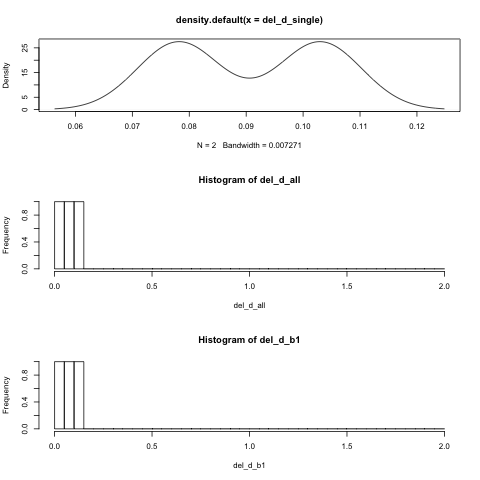 density.default(x = del_d_single)
Density
0 5 15 25
0.06 0.07 0.08 0.09 0.10 0.11 0.12
N = 2 Bandwidth = 0.007271
Histogram of del_d_all
Frequency
0.0 0.4 0.8
0.0 0.5 1.0 1.5 2.0
del_d_all
Histogram of del_d_b1
Frequency
0.0 0.4 0.8
0.0 0.5 1.0 1.5 2.0
del_d_b1